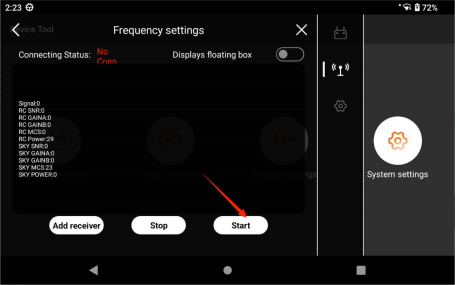 2:23
72%
Device Tool
Frequency settings
Connecting Status:
No
Conn
Displays floating box
Signal:0
RC SNR:0
RC GAINA:0
RC GAINB:0
RC MCS:0
RC Power:29
SKY SNR:0
SKY GAINA:0
SKY GAINB:0
SKY MCS:23
SKY POWER:0
System settings
Add receiver
Stop
Start